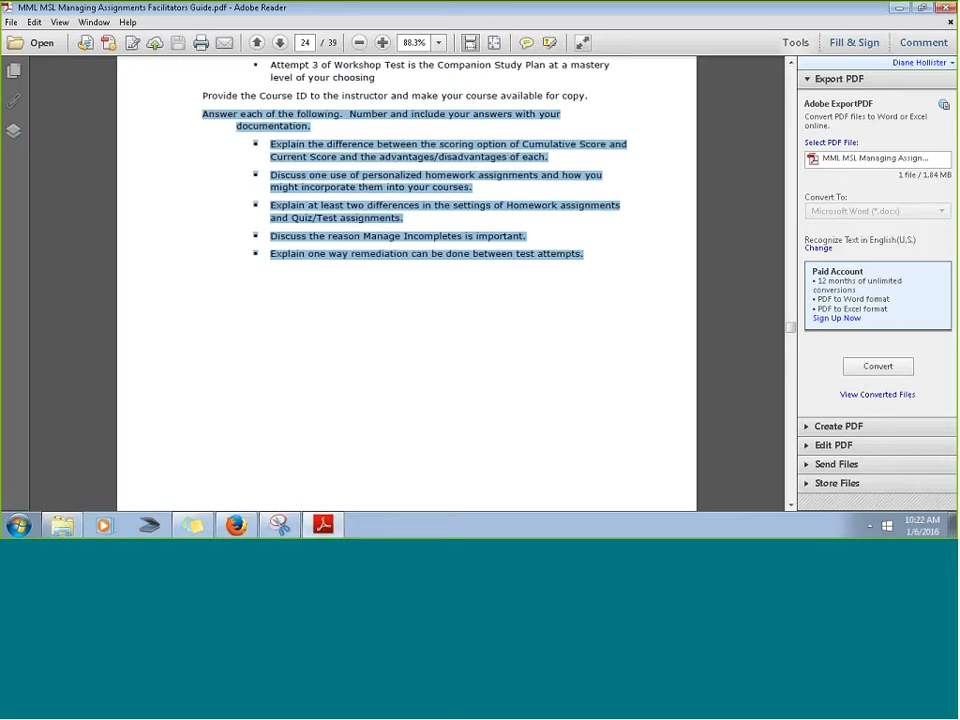 MML MSL Managing Assignments Facilitators Guide.pdf - Adobe Reader
File Edit View Window Help
Open 24 / 39 88.3% Tools Fill & Sign Comment
Diane Hollister
• Attempt 3 of Workshop Test is the Companion Study Plan at a mastery
level of your choosing
Provide the Course ID to the instructor and make your course available for copy.
Answer each of the following. Number and include your answers with your
documentation.
▪ Explain the difference between the scoring option of Cumulative Score and
Current Score and the advantages/disadvantages of each.
▪ Discuss one use of personalized homework assignments and how you
might incorporate them into your courses.
▪ Explain at least two differences in the settings of Homework assignments
and Quiz/Test assignments.
▪ Discuss the reason Manage Incompletes is important.
▪ Explain one way remediation can be done between test attempts.
Export PDF
Adobe ExportPDF
Convert PDF files to Word or Excel
online.
Select PDF File:
MML MSL Managing Assign...
1 file / 1.84 MB
Convert To:
Microsoft Word (*.docx)
Recognize Text in English(U.S.)
Change
Paid Account
• 12 months of unlimited
conversions
• PDF to Word format
• PDF to Excel format
Sign Up Now
Convert
View Converted Files
Create PDF
Edit PDF
Send Files
Store Files
10:22 AM
1/6/2016